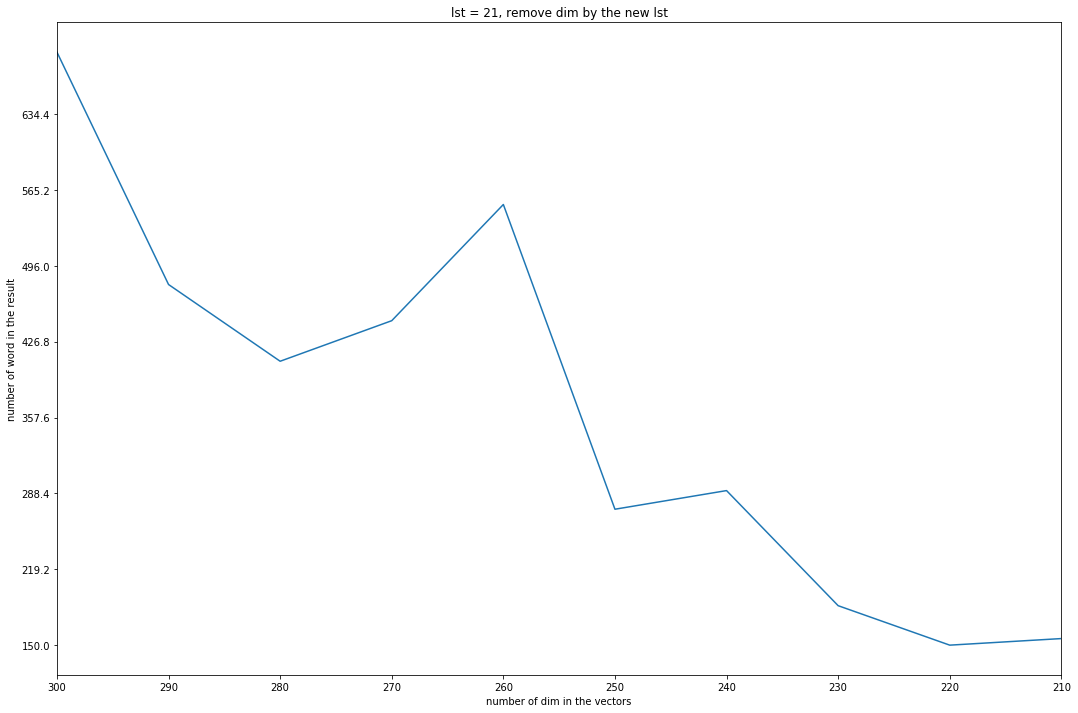 lst = 21, remove dim by the new lst
number of word in the result
634.4
565.2
496.0
426.8
357.6
288.4
219.2
150.0
300 290 280 270 260 250 240 230 220 210
number of dim in the vectors